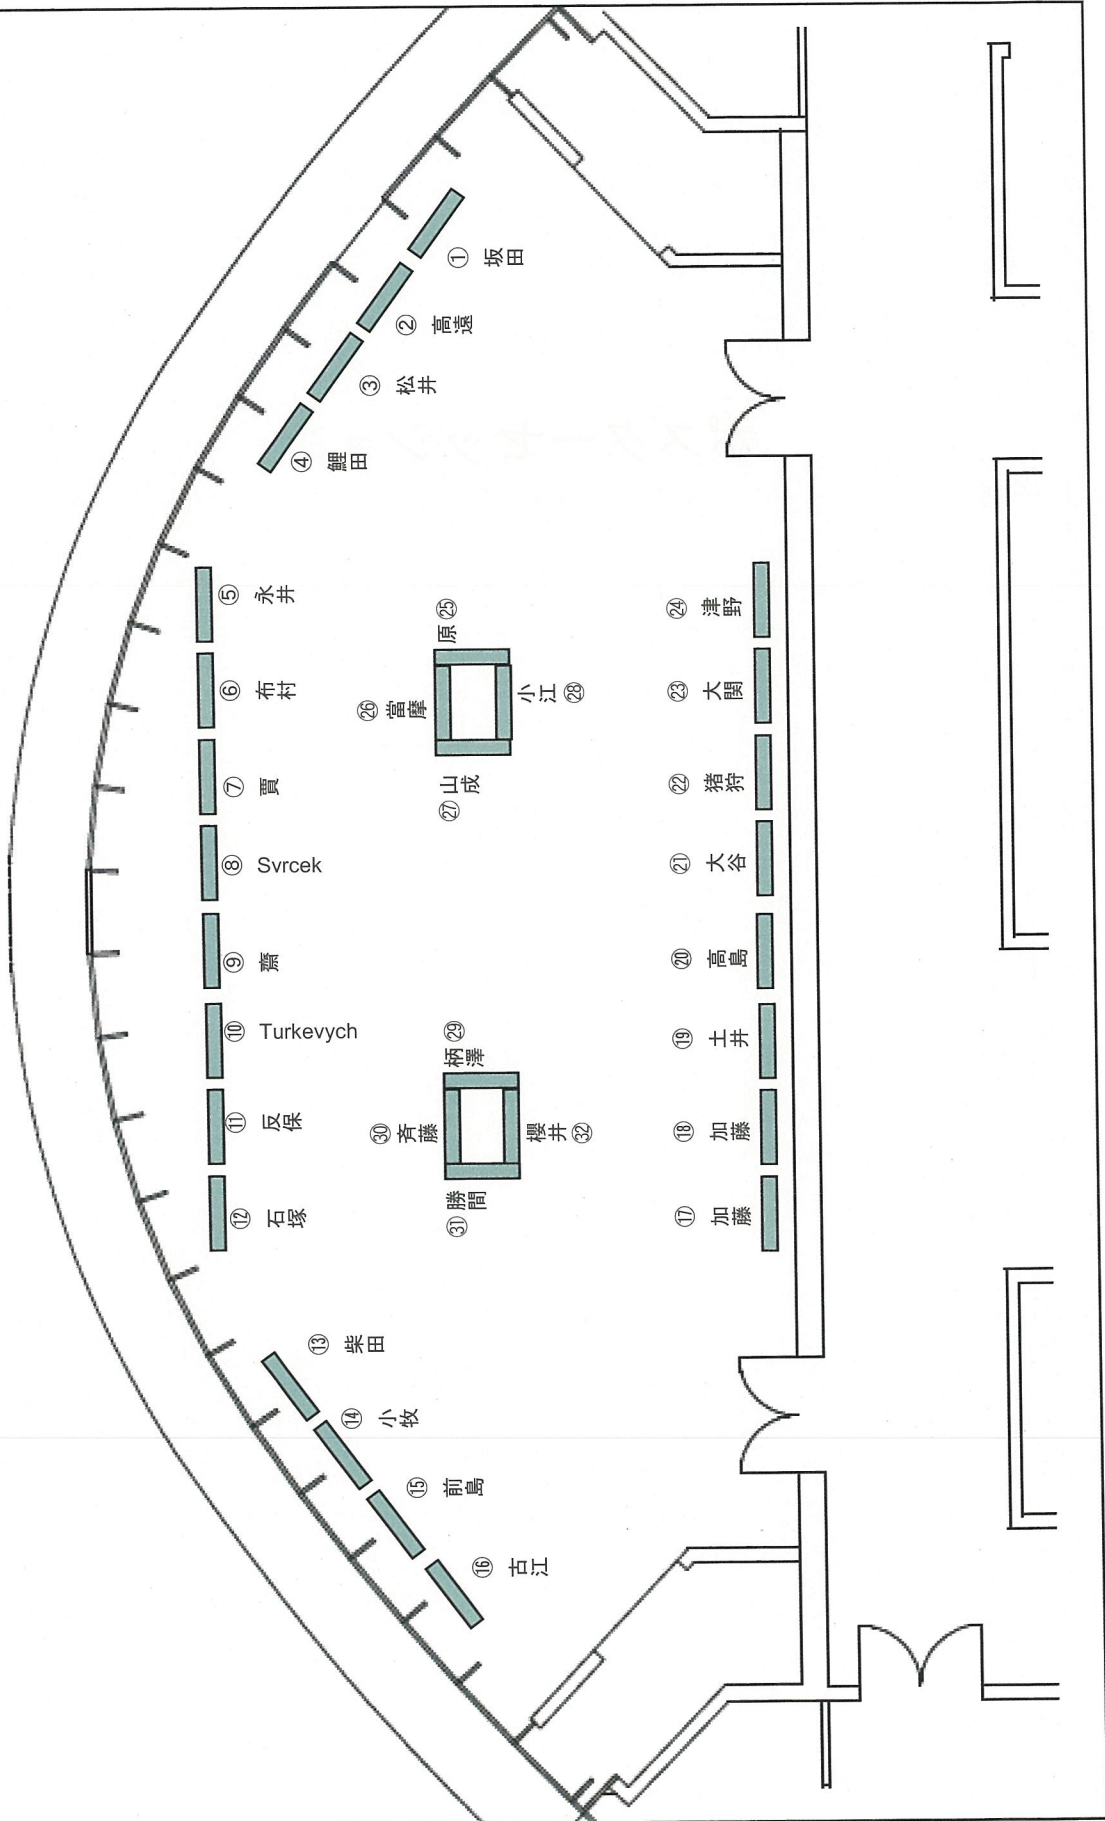 ① 坂田
② 高遠
③ 松井
④ 鯉田
⑤ 永井
⑥ 布村
⑦ 賈
⑧ Svrcek
⑨ 齋
⑩ Turkevych
⑪ 反保
⑫ 石塚
⑬ 柴田
⑭ 小牧
⑮ 前島
⑯ 古江
⑰ 加藤
⑱ 加藤
⑲ 土井
⑳ 高島
㉑ 大谷
㉒ 猪狩
㉓ 大関
㉔ 津野
原 ㉕
㉖ 當摩
㉗ 山成
小江 ㉘
柄澤 ㉙
㉚ 斉藤
㉛ 勝間
櫻井 ㉜